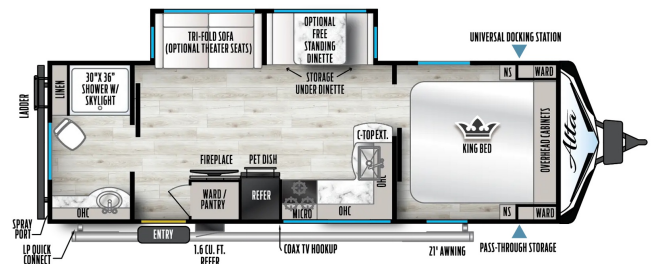 TRI-FOLD SOFA
(OPTIONAL THEATER SEATS)
OPTIONAL
FREE
STANDING
DINETTE
STORAGE
UNDER DINETTE
UNIVERSAL DOCKING STATION
NS
WARD
LADDER
LINEN
30"X 36"
SHOWER W/
SKYLIGHT
KING BED
OVERHEAD CABINETS
Alta
C-TOP EXT.
OHC
FIREPLACE
PET DISH
WARD /
PANTRY
REFER
MICRO
OHC
OHC
NS
WARD
SPRAY
PORT
LP QUICK
CONNECT
ENTRY
1.6 CU. FT.
REFER
COAX TV HOOKUP
21' AWNING
PASS-THROUGH STORAGE